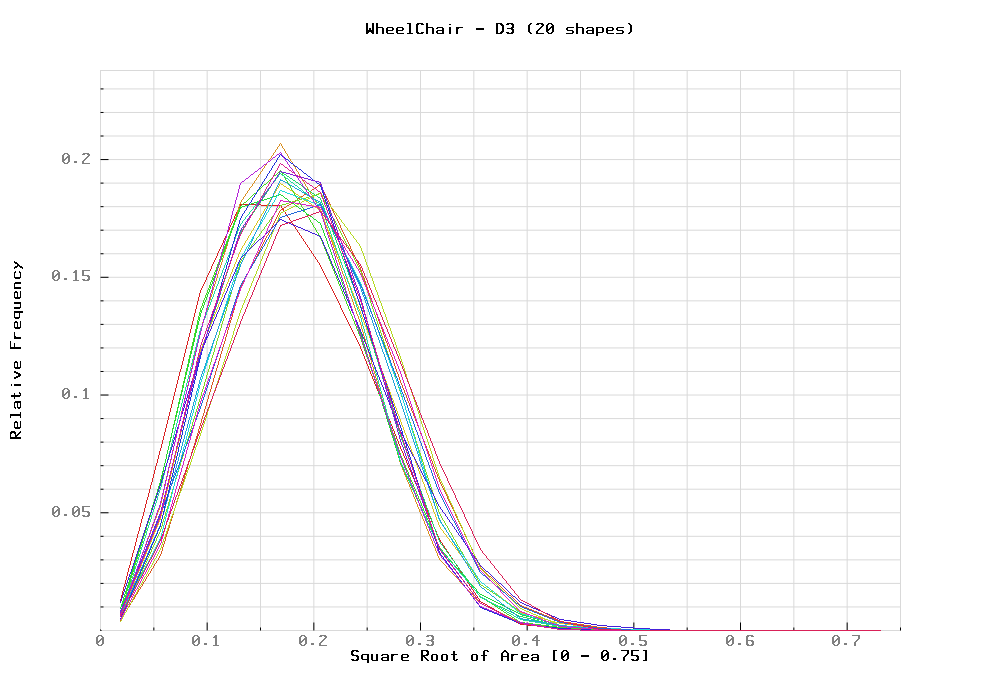 WheelChair - D3 (20 shapes)
Relative Frequency
0.2
0.15
0.1
0.05
0 0.1 0.2 0.3 0.4 0.5 0.6 0.7
Square Root of Area [0 - 0.75]